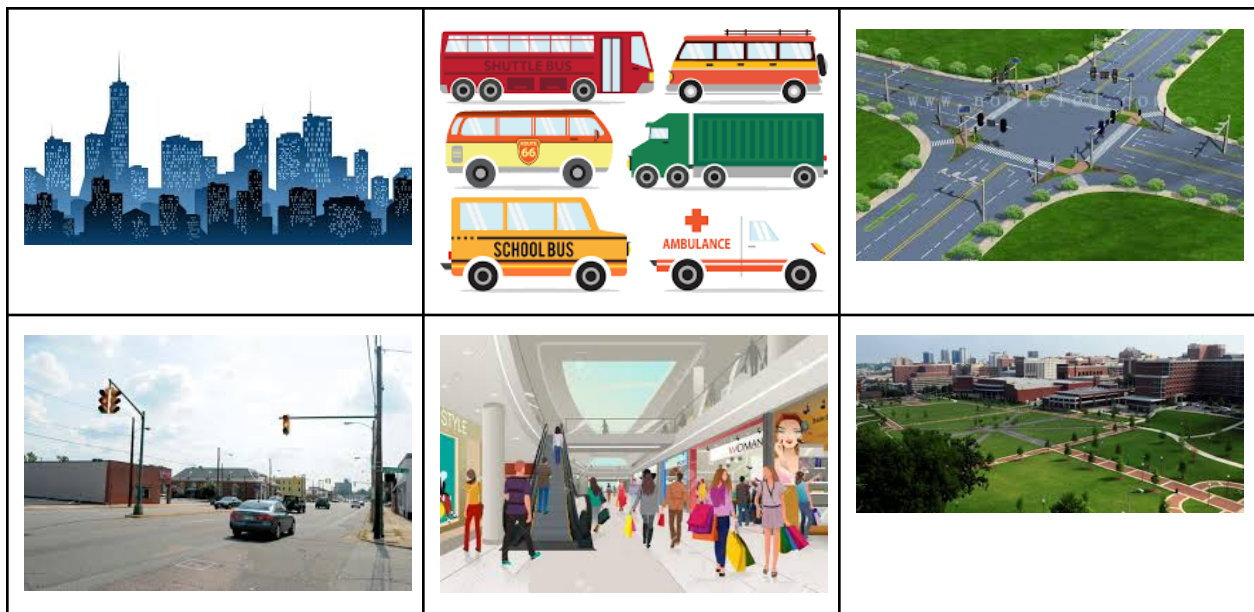 SHUTTLE BUS
ROUTE
66
SCHOOL BUS
AMBULANCE
STYLE
WOMAN